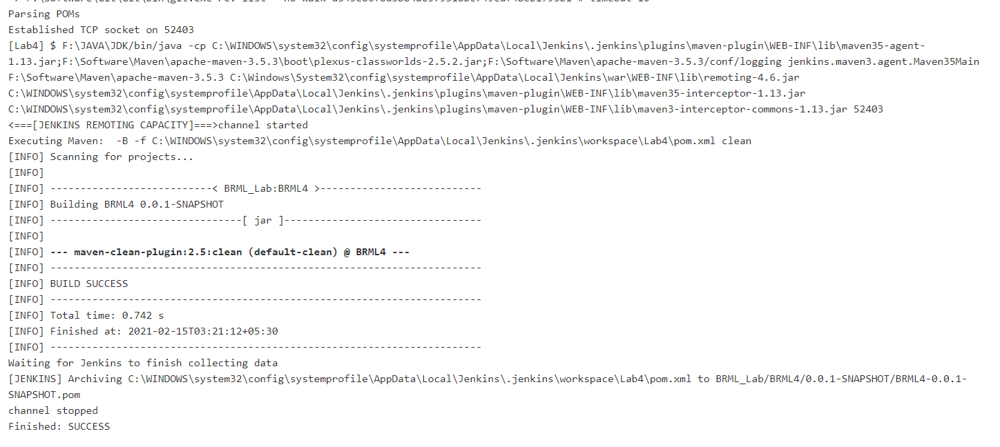 Parsing POMs
Established TCP socket on 52403
[Lab4] $ F:\JAVA\JDK/bin/java -cp C:\WINDOWS\system32\config\systemprofile\AppData\Local\Jenkins\.jenkins\plugins\maven-plugin\WEB-INF\lib\maven35-agent-
1.13.jar;F:\Software\Maven\apache-maven-3.5.3\boot\plexus-classworlds-2.5.2.jar;F:\Software\Maven\apache-maven-3.5.3/conf/logging jenkins.maven3.agent.Maven35Main
F:\Software\Maven\apache-maven-3.5.3 C:\Windows\System32\config\systemprofile\AppData\Local\Jenkins\war\WEB-INF\lib\remoting-4.6.jar
C:\WINDOWS\system32\config\systemprofile\AppData\Local\Jenkins\.jenkins\plugins\maven-plugin\WEB-INF\lib\maven35-interceptor-1.13.jar
C:\WINDOWS\system32\config\systemprofile\AppData\Local\Jenkins\.jenkins\plugins\maven-plugin\WEB-INF\lib\maven3-interceptor-commons-1.13.jar 52403
<===[JENKINS REMOTING CAPACITY]===>channel started
Executing Maven:  -B -f C:\WINDOWS\system32\config\systemprofile\AppData\Local\Jenkins\.jenkins\workspace\Lab4\pom.xml clean
[INFO] Scanning for projects...
[INFO]
[INFO] ---------------------------< BRML_Lab:BRML4 >---------------------------
[INFO] Building BRML4 0.0.1-SNAPSHOT
[INFO] --------------------------------[ jar ]---------------------------------
[INFO]
[INFO] --- maven-clean-plugin:2.5:clean (default-clean) @ BRML4 ---
[INFO] ------------------------------------------------------------------------
[INFO] BUILD SUCCESS
[INFO] ------------------------------------------------------------------------
[INFO] Total time: 0.742 s
[INFO] Finished at: 2021-02-15T03:21:12+05:30
[INFO] ------------------------------------------------------------------------
Waiting for Jenkins to finish collecting data
[JENKINS] Archiving C:\WINDOWS\system32\config\systemprofile\AppData\Local\Jenkins\.jenkins\workspace\Lab4\pom.xml to BRML_Lab/BRML4/0.0.1-SNAPSHOT/BRML4-0.0.1-
SNAPSHOT.pom
channel stopped
Finished: SUCCESS